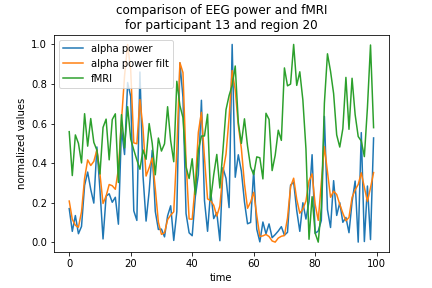 comparison of EEG power and fMRI
for participant 13 and region 20
alpha power
alpha power filt
fMRI
normalized values
1.0
0.8
0.6
0.4
0.2
0.0
0
20
40
60
80
100
time